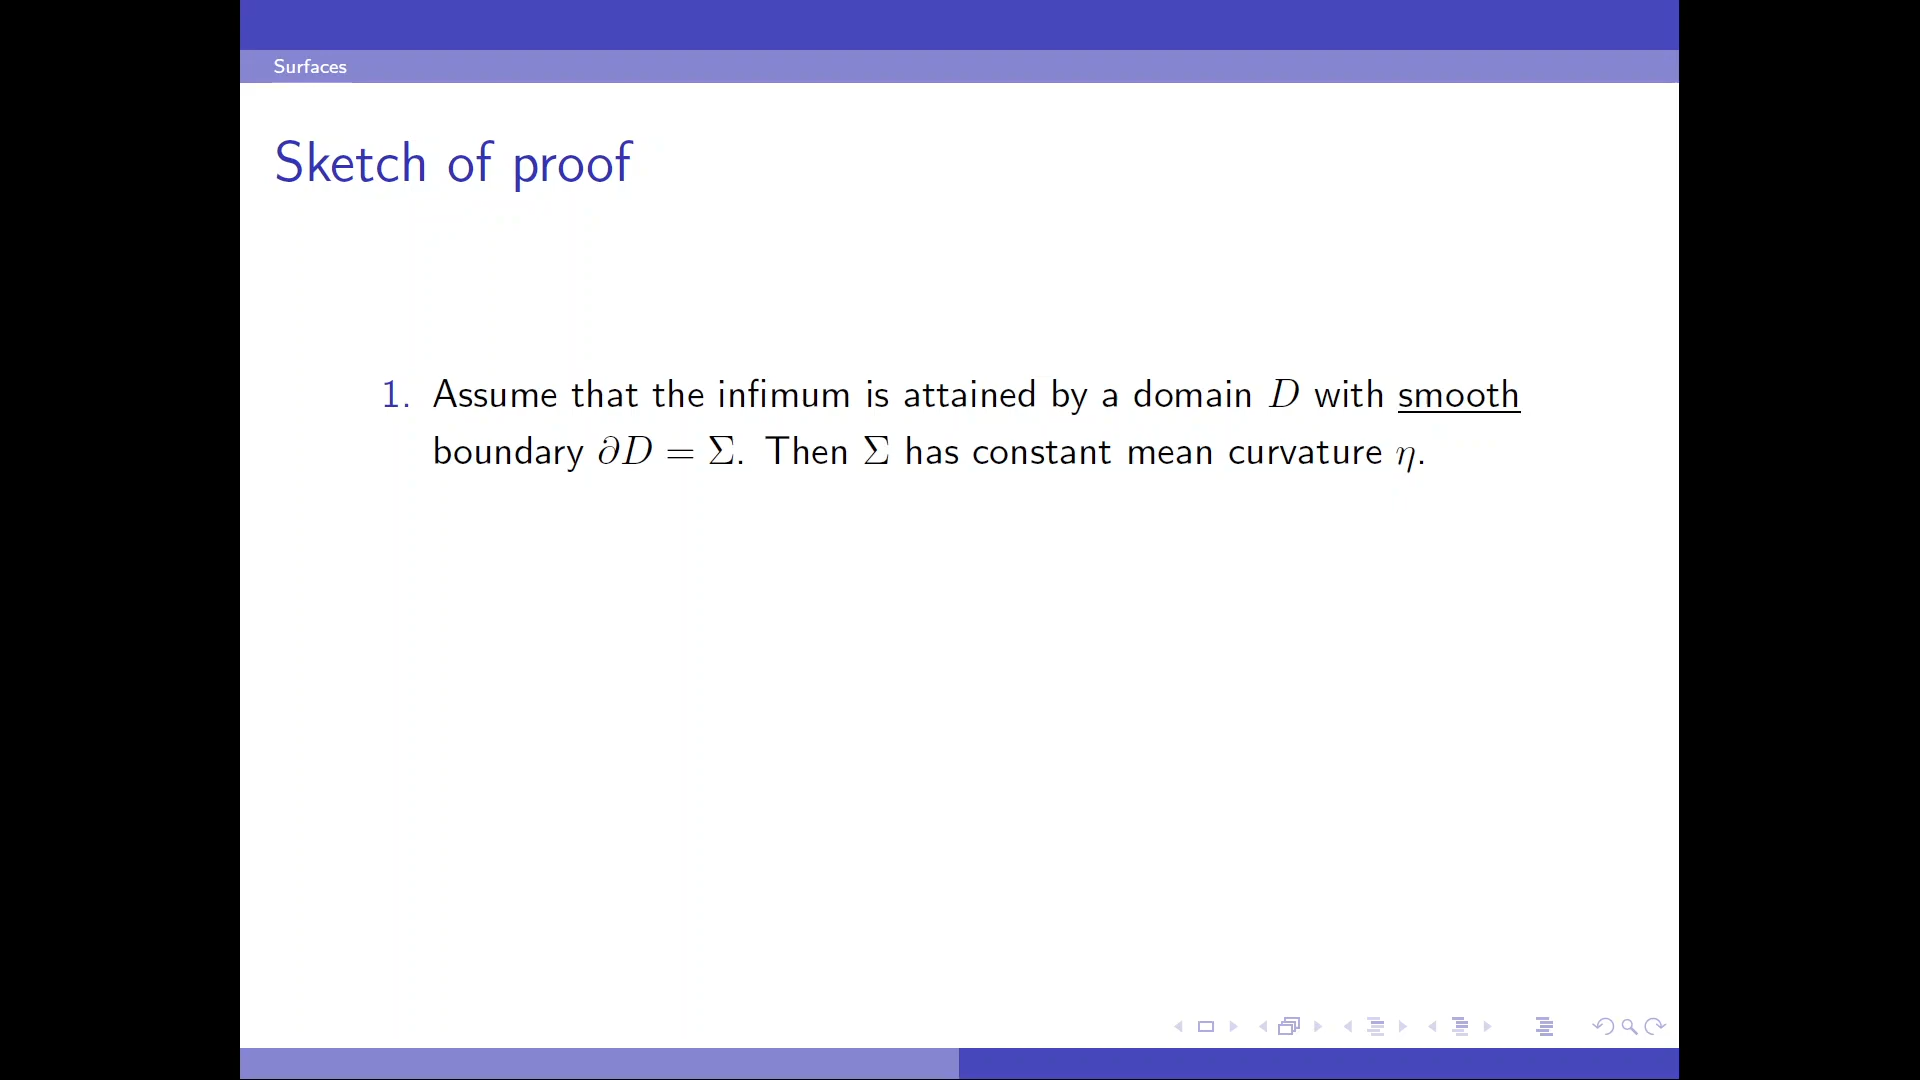 Surfaces
Sketch of proof
1. Assume that the infimum is attained by a domain D with smooth
boundary ∂D = Σ. Then Σ has constant mean curvature η.